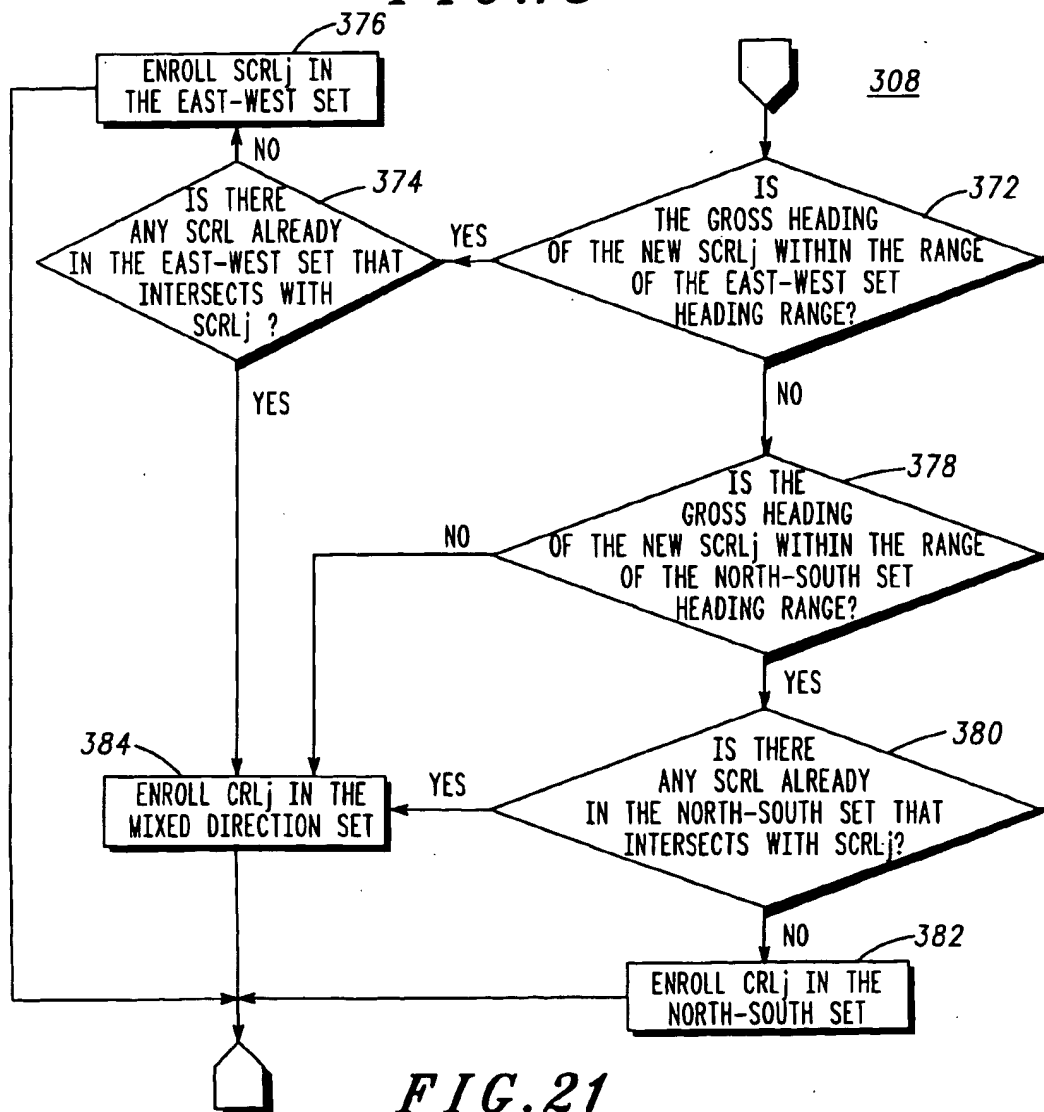 376
ENROLL SCRLj IN
THE EAST-WEST SET
308
NO
374
IS THERE
ANY SCRL ALREADY
IN THE EAST-WEST SET THAT
INTERSECTS WITH
SCRLj ?
YES
IS
THE GROSS HEADING
OF THE NEW SCRLj WITHIN THE RANGE
OF THE EAST-WEST SET
HEADING RANGE?
372
YES
NO
IS THE
GROSS HEADING
OF THE NEW SCRLj WITHIN THE RANGE
OF THE NORTH-SOUTH SET
HEADING RANGE?
378
NO
YES
384
ENROLL CRLj IN THE
MIXED DIRECTION SET
YES
IS THERE
ANY SCRL ALREADY
IN THE NORTH-SOUTH SET THAT
INTERSECTS WITH SCRLj?
380
NO
382
ENROLL CRLj IN THE
NORTH-SOUTH SET
FIG.21